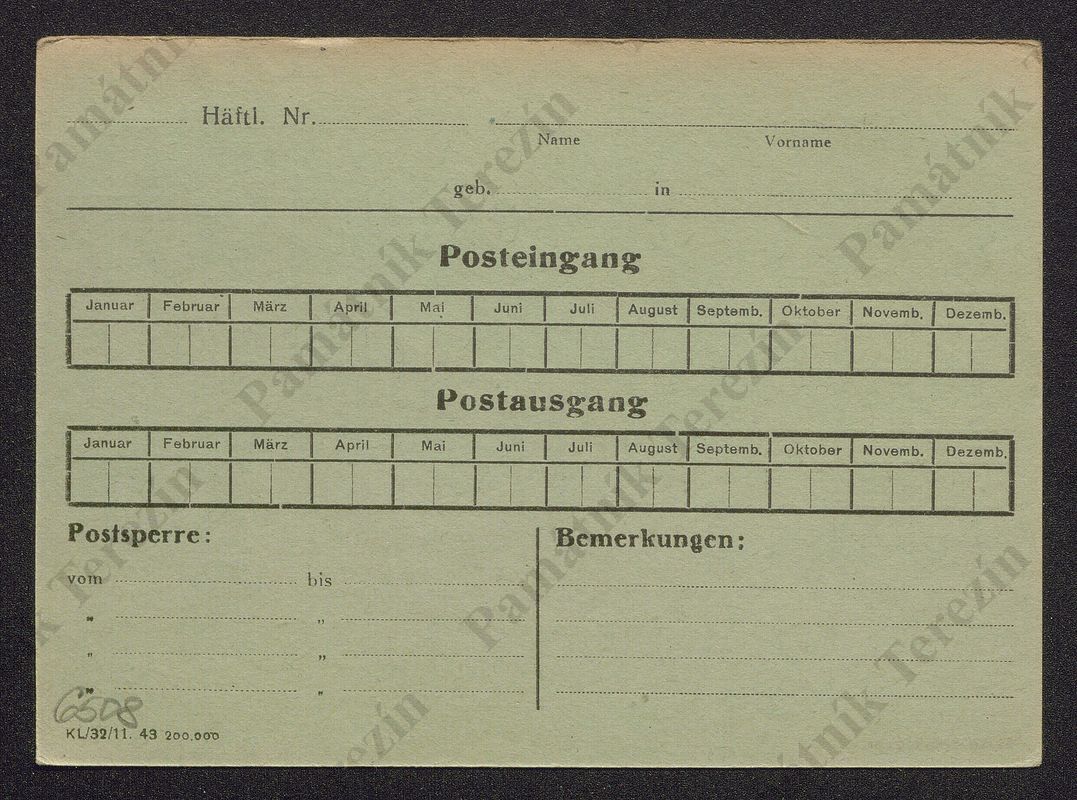 Häftl. Nr.
Name Vorname
geb. in
Posteingang
Januar Februar März April Mai Juni Juli August Septemb. Oktober Novemb. Dezemb.
Postausgang
Januar Februar März April Mai Juni Juli August Septemb. Oktober Novemb. Dezemb.
Postsperre: Bemerkungen:
vom bis
„ „
„ „
„ „
6508
KL/32/11. 43 200.000
Památník Terezín